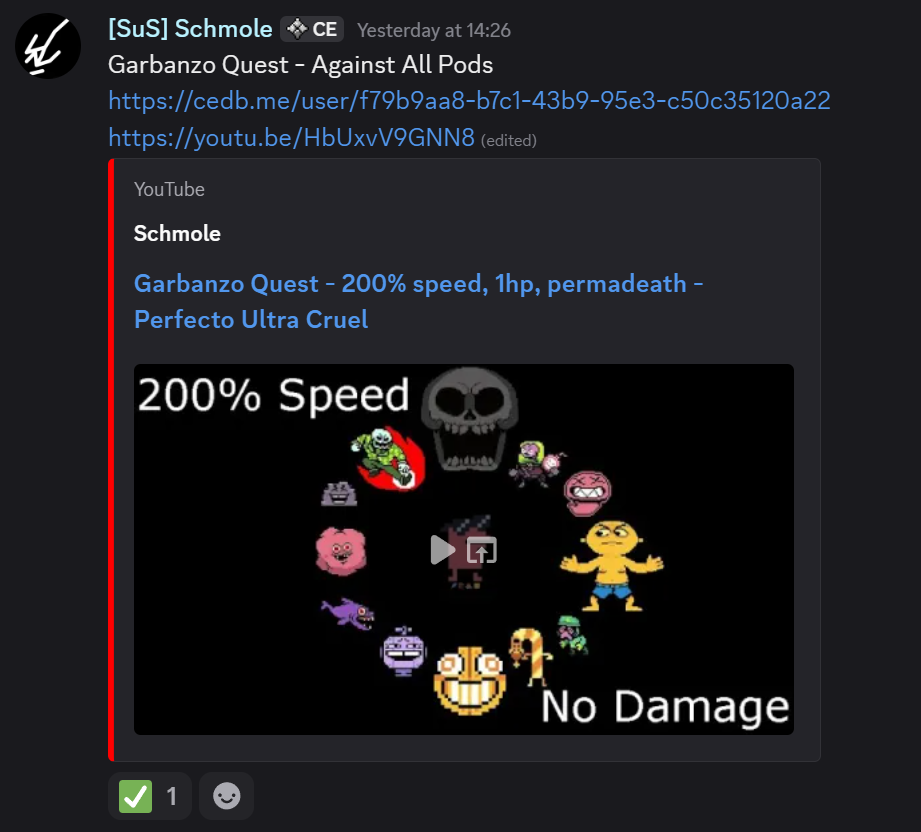 [SuS] Schmole CE Yesterday at 14:26
Garbanzo Quest - Against All Pods
https://cedb.me/user/f79b9aa8-b7c1-43b9-95e3-c50c35120a22
https://youtu.be/HbUxvV9GNN8 (edited)
YouTube
Schmole
Garbanzo Quest - 200% speed, 1hp, permadeath -
Perfecto Ultra Cruel
200% Speed
No Damage
1